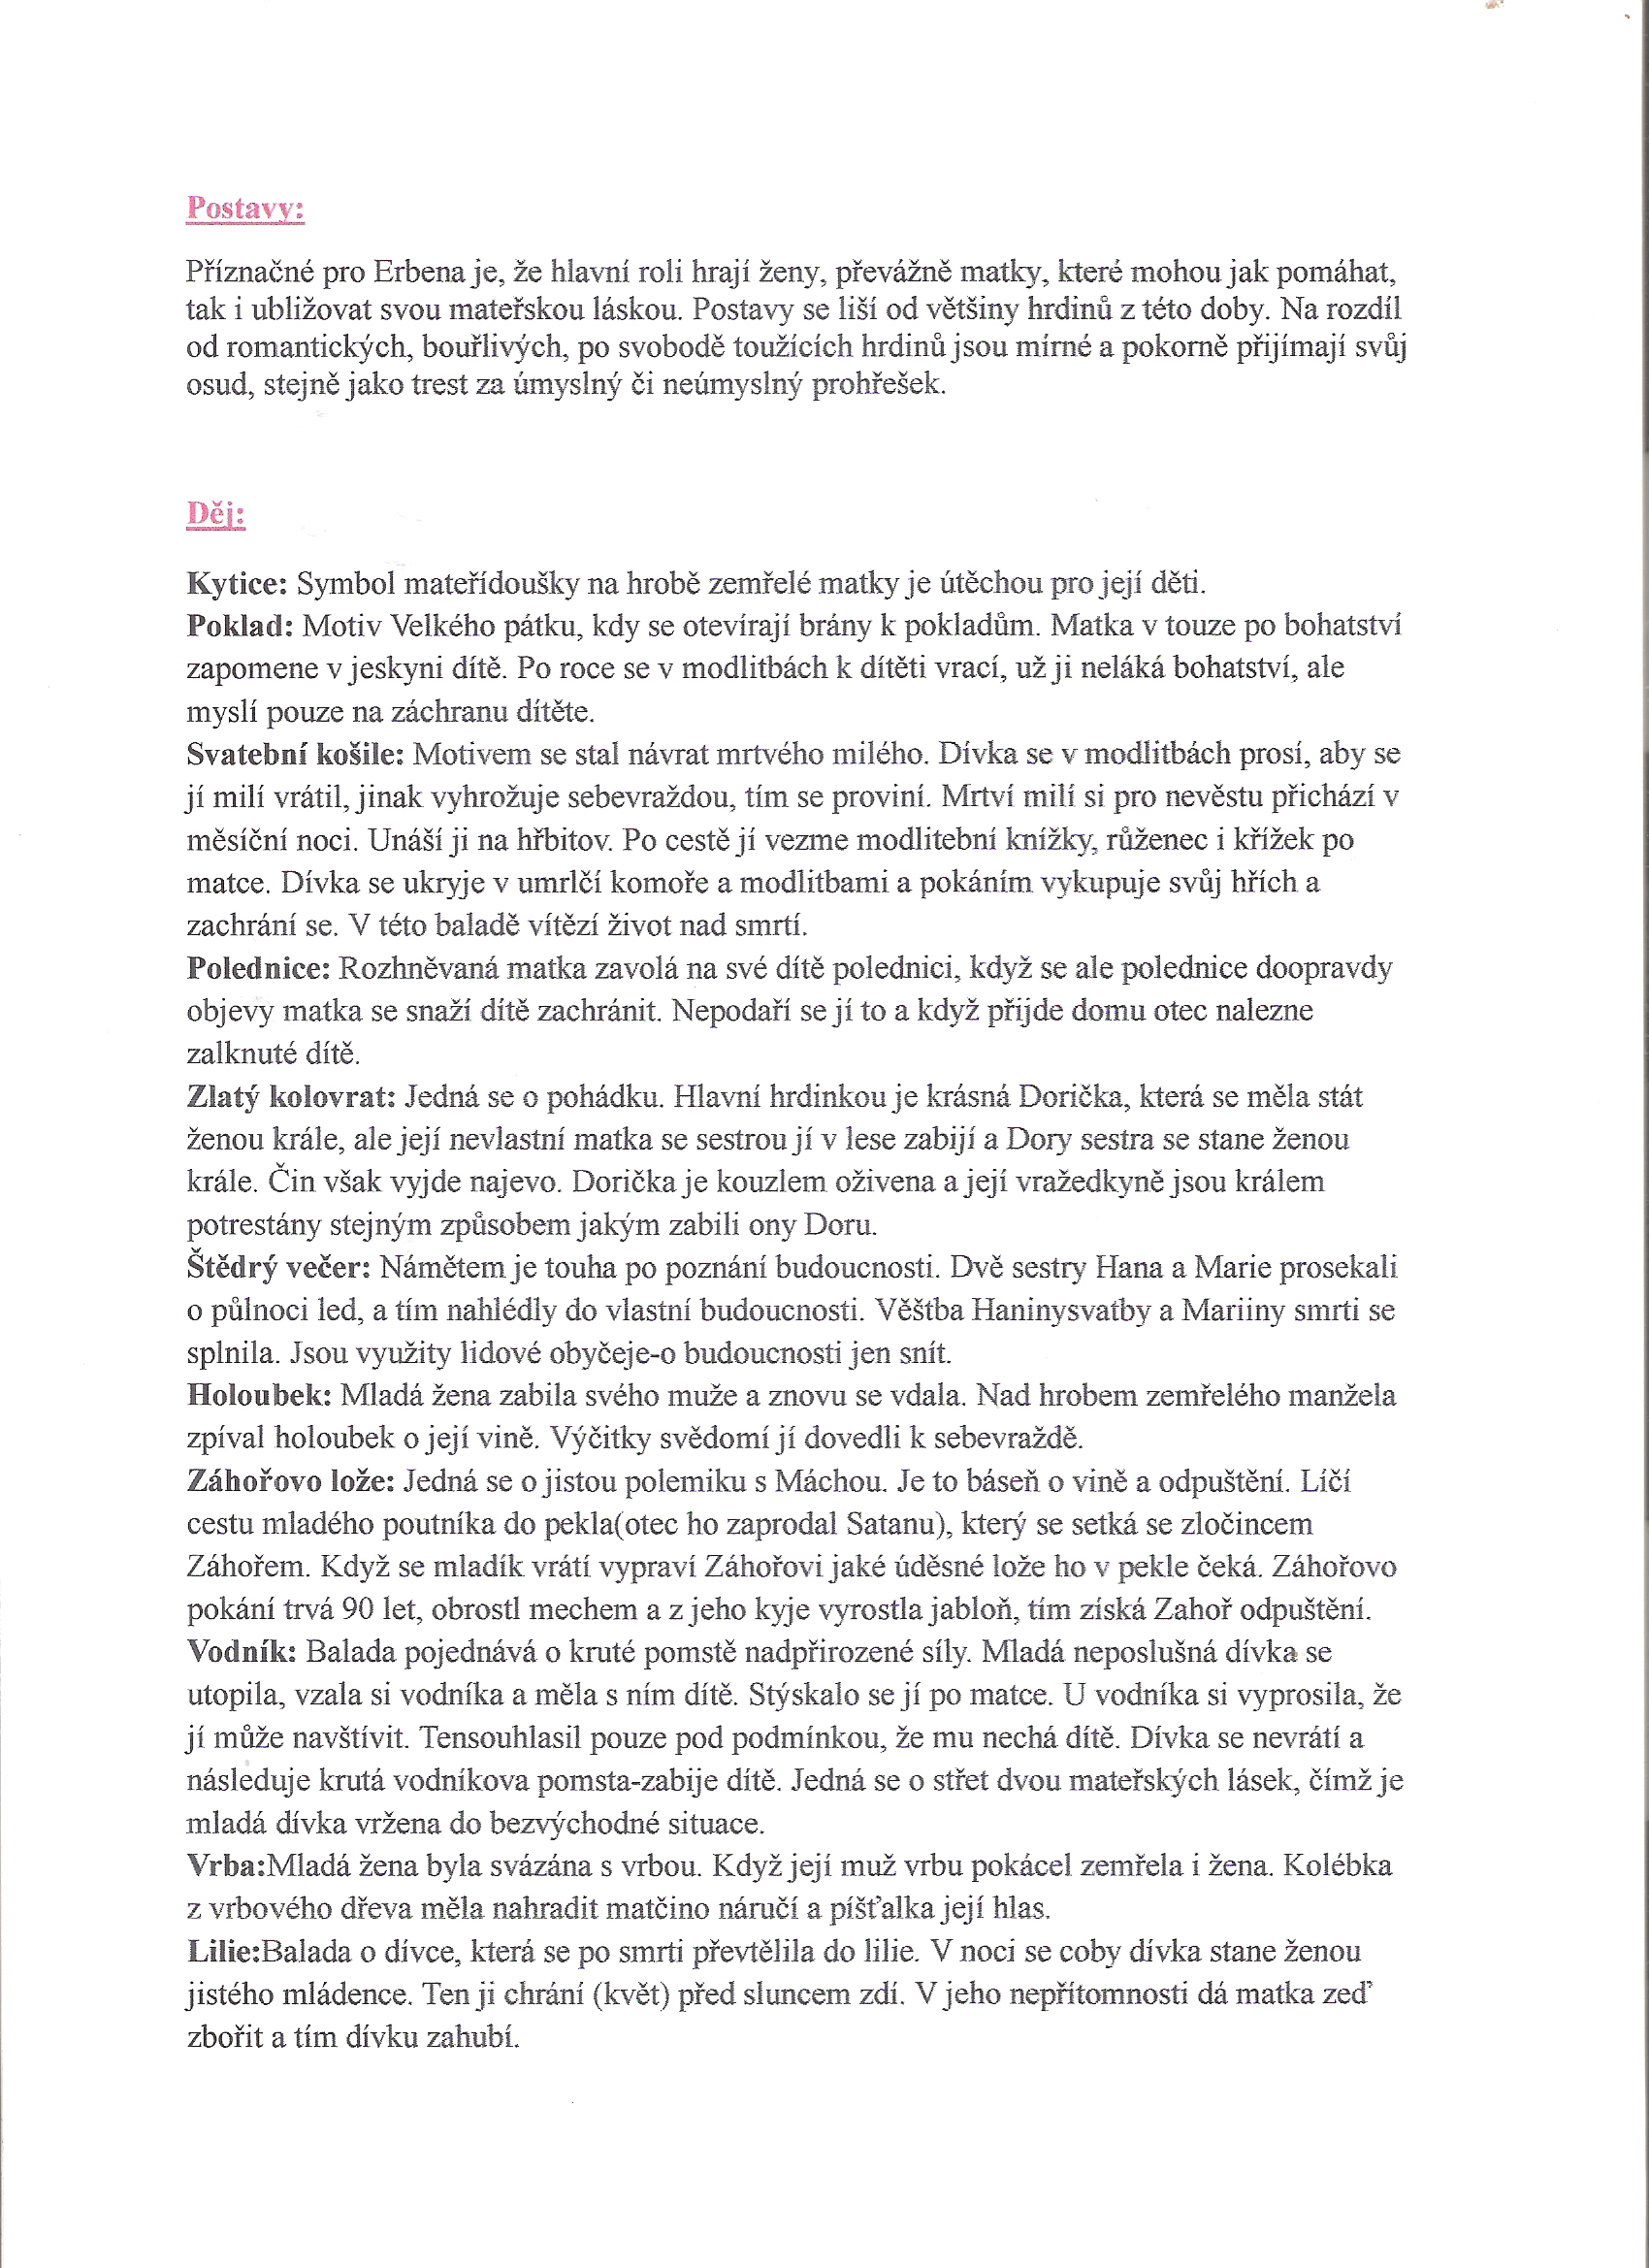 Postavy:
Příznačné pro Erbena je, že hlavní roli hrají ženy, převážně matky, které mohou jak pomáhat,
tak i ubližovat svou mateřskou láskou. Postavy se liší od většiny hrdinů z této doby. Na rozdíl
od romantických, bouřlivých, po svobodě toužících hrdinů jsou mírné a pokorně přijímají svůj
osud, stejně jako trest za úmyslný či neúmyslný prohřešek.
Děj:
Kytice: Symbol mateřídoušky na hrobě zemřelé matky je útěchou pro její děti.
Poklad: Motiv Velkého pátku, kdy se otevírají brány k pokladům. Matka v touze po bohatství
zapomene v jeskyni dítě. Po roce se v modlitbách k dítěti vrací, už ji neláká bohatství, ale
myslí pouze na záchranu dítěte.
Svatební košile: Motivem se stal návrat mrtvého milého. Dívka se v modlitbách prosí, aby se
jí milí vrátil, jinak vyhrožuje sebevraždou, tím se proviní. Mrtví milí si pro nevěstu přichází v
měsíční noci. Unáší ji na hřbitov. Po cestě jí vezme modlitební knížky, růženec i křížek po
matce. Dívka se ukryje v umrlčí komoře a modlitbami a pokáním vykupuje svůj hřích a
zachrání se. V této baladě vítězí život nad smrtí.
Polednice: Rozhněvaná matka zavolá na své dítě polednici, když se ale polednice doopravdy
objevy matka se snaží dítě zachránit. Nepodaří se jí to a když přijde domu otec nalezne
zalknuté dítě.
Zlatý kolovrat: Jedná se o pohádku. Hlavní hrdinkou je krásná Dorička, která se měla stát
ženou krále, ale její nevlastní matka se sestrou jí v lese zabijí a Dory sestra se stane ženou
krále. Čin však vyjde najevo. Dorička je kouzlem oživena a její vražedkyně jsou králem
potrestány stejným způsobem jakým zabili ony Doru.
Štědrý večer: Námětem je touha po poznání budoucnosti. Dvě sestry Hana a Marie prosekali
o půlnoci led, a tím nahlédly do vlastní budoucnosti. Věštba Haninysvatby a Mariiny smrti se
splnila. Jsou využity lidové obyčeje-o budoucnosti jen snít.
Holoubek: Mladá žena zabila svého muže a znovu se vdala. Nad hrobem zemřelého manžela
zpíval holoubek o její vině. Výčitky svědomí jí dovedli k sebevraždě.
Záhořovo lože: Jedná se o jistou polemiku s Máchou. Je to báseň o vině a odpuštění. Líčí
cestu mladého poutníka do pekla(otec ho zaprodal Satanu), který se setká se zločincem
Záhořem. Když se mladík vrátí vypraví Záhořovi jaké úděsné lože ho v pekle čeká. Záhořovo
pokání trvá 90 let, obrostl mechem a z jeho kyje vyrostla jabloň, tím získá Zahoř odpuštění.
Vodník: Balada pojednává o kruté pomstě nadpřirozené síly. Mladá neposlušná dívka se
utopila, vzala si vodníka a měla s ním dítě. Stýskalo se jí po matce. U vodníka si vyprosila, že
jí může navštívit. Tensouhlasil pouze pod podmínkou, že mu nechá dítě. Dívka se nevrátí a
následuje krutá vodníkova pomsta-zabije dítě. Jedná se o střet dvou mateřských lásek, čímž je
mladá dívka vržena do bezvýchodné situace.
Vrba:Mladá žena byla svázána s vrbou. Když její muž vrbu pokácel zemřela i žena. Kolébka
z vrbového dřeva měla nahradit matčino náručí a píšťalka její hlas.
Lilie:Balada o dívce, která se po smrti převtělila do lilie. V noci se coby dívka stane ženou
jistého mládence. Ten ji chrání (květ) před sluncem zdí. V jeho nepřítomnosti dá matka zeď
zbořit a tím dívku zahubí.